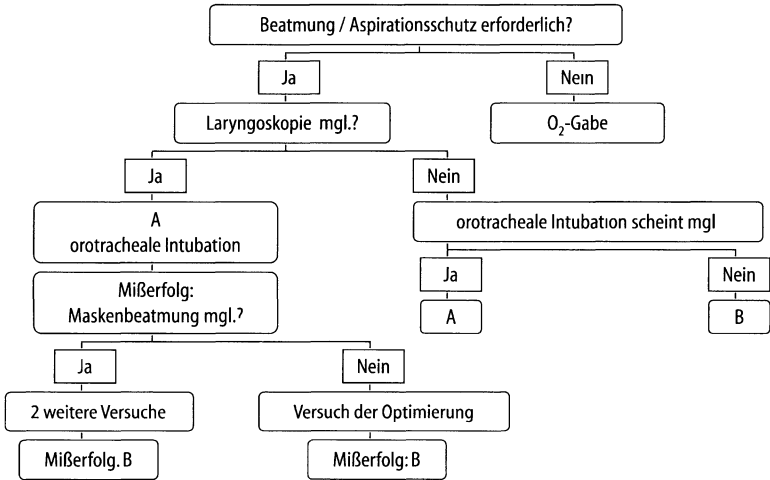 Beatmung / Aspirationsschutz erforderlich?
Ja
Nein
Laryngoskopie mgl.?
O₂-Gabe
Ja
Nein
A
orotracheale Intubation
orotracheale Intubation scheint mgl
Mißerfolg:
Maskenbeatmung mgl.?
Ja
Nein
A
B
Ja
Nein
2 weitere Versuche
Versuch der Optimierung
Mißerfolg. B
Mißerfolg: B